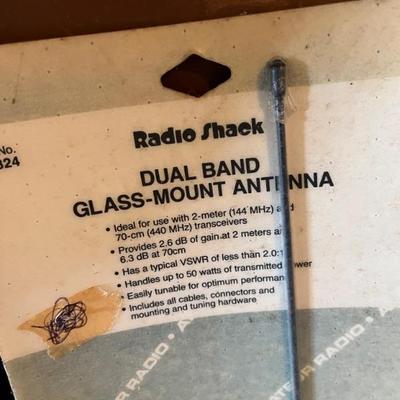 No.
324
Radio Shack
DUAL BAND
GLASS-MOUNT ANTENNA
• Ideal for use with 2-meter (144 MHz) and
70-cm (440 MHz) transceivers
• Provides 2.6 dB of gain at 2 meters
6.3 dB at 70cm
• Has a typical VSWR of less than 2.0:1
• Handles up to 50 watts of transmitted power
• Easily tunable for optimum performance
• Includes all cables, connectors and
mounting and tuning hardware
RADIO • A